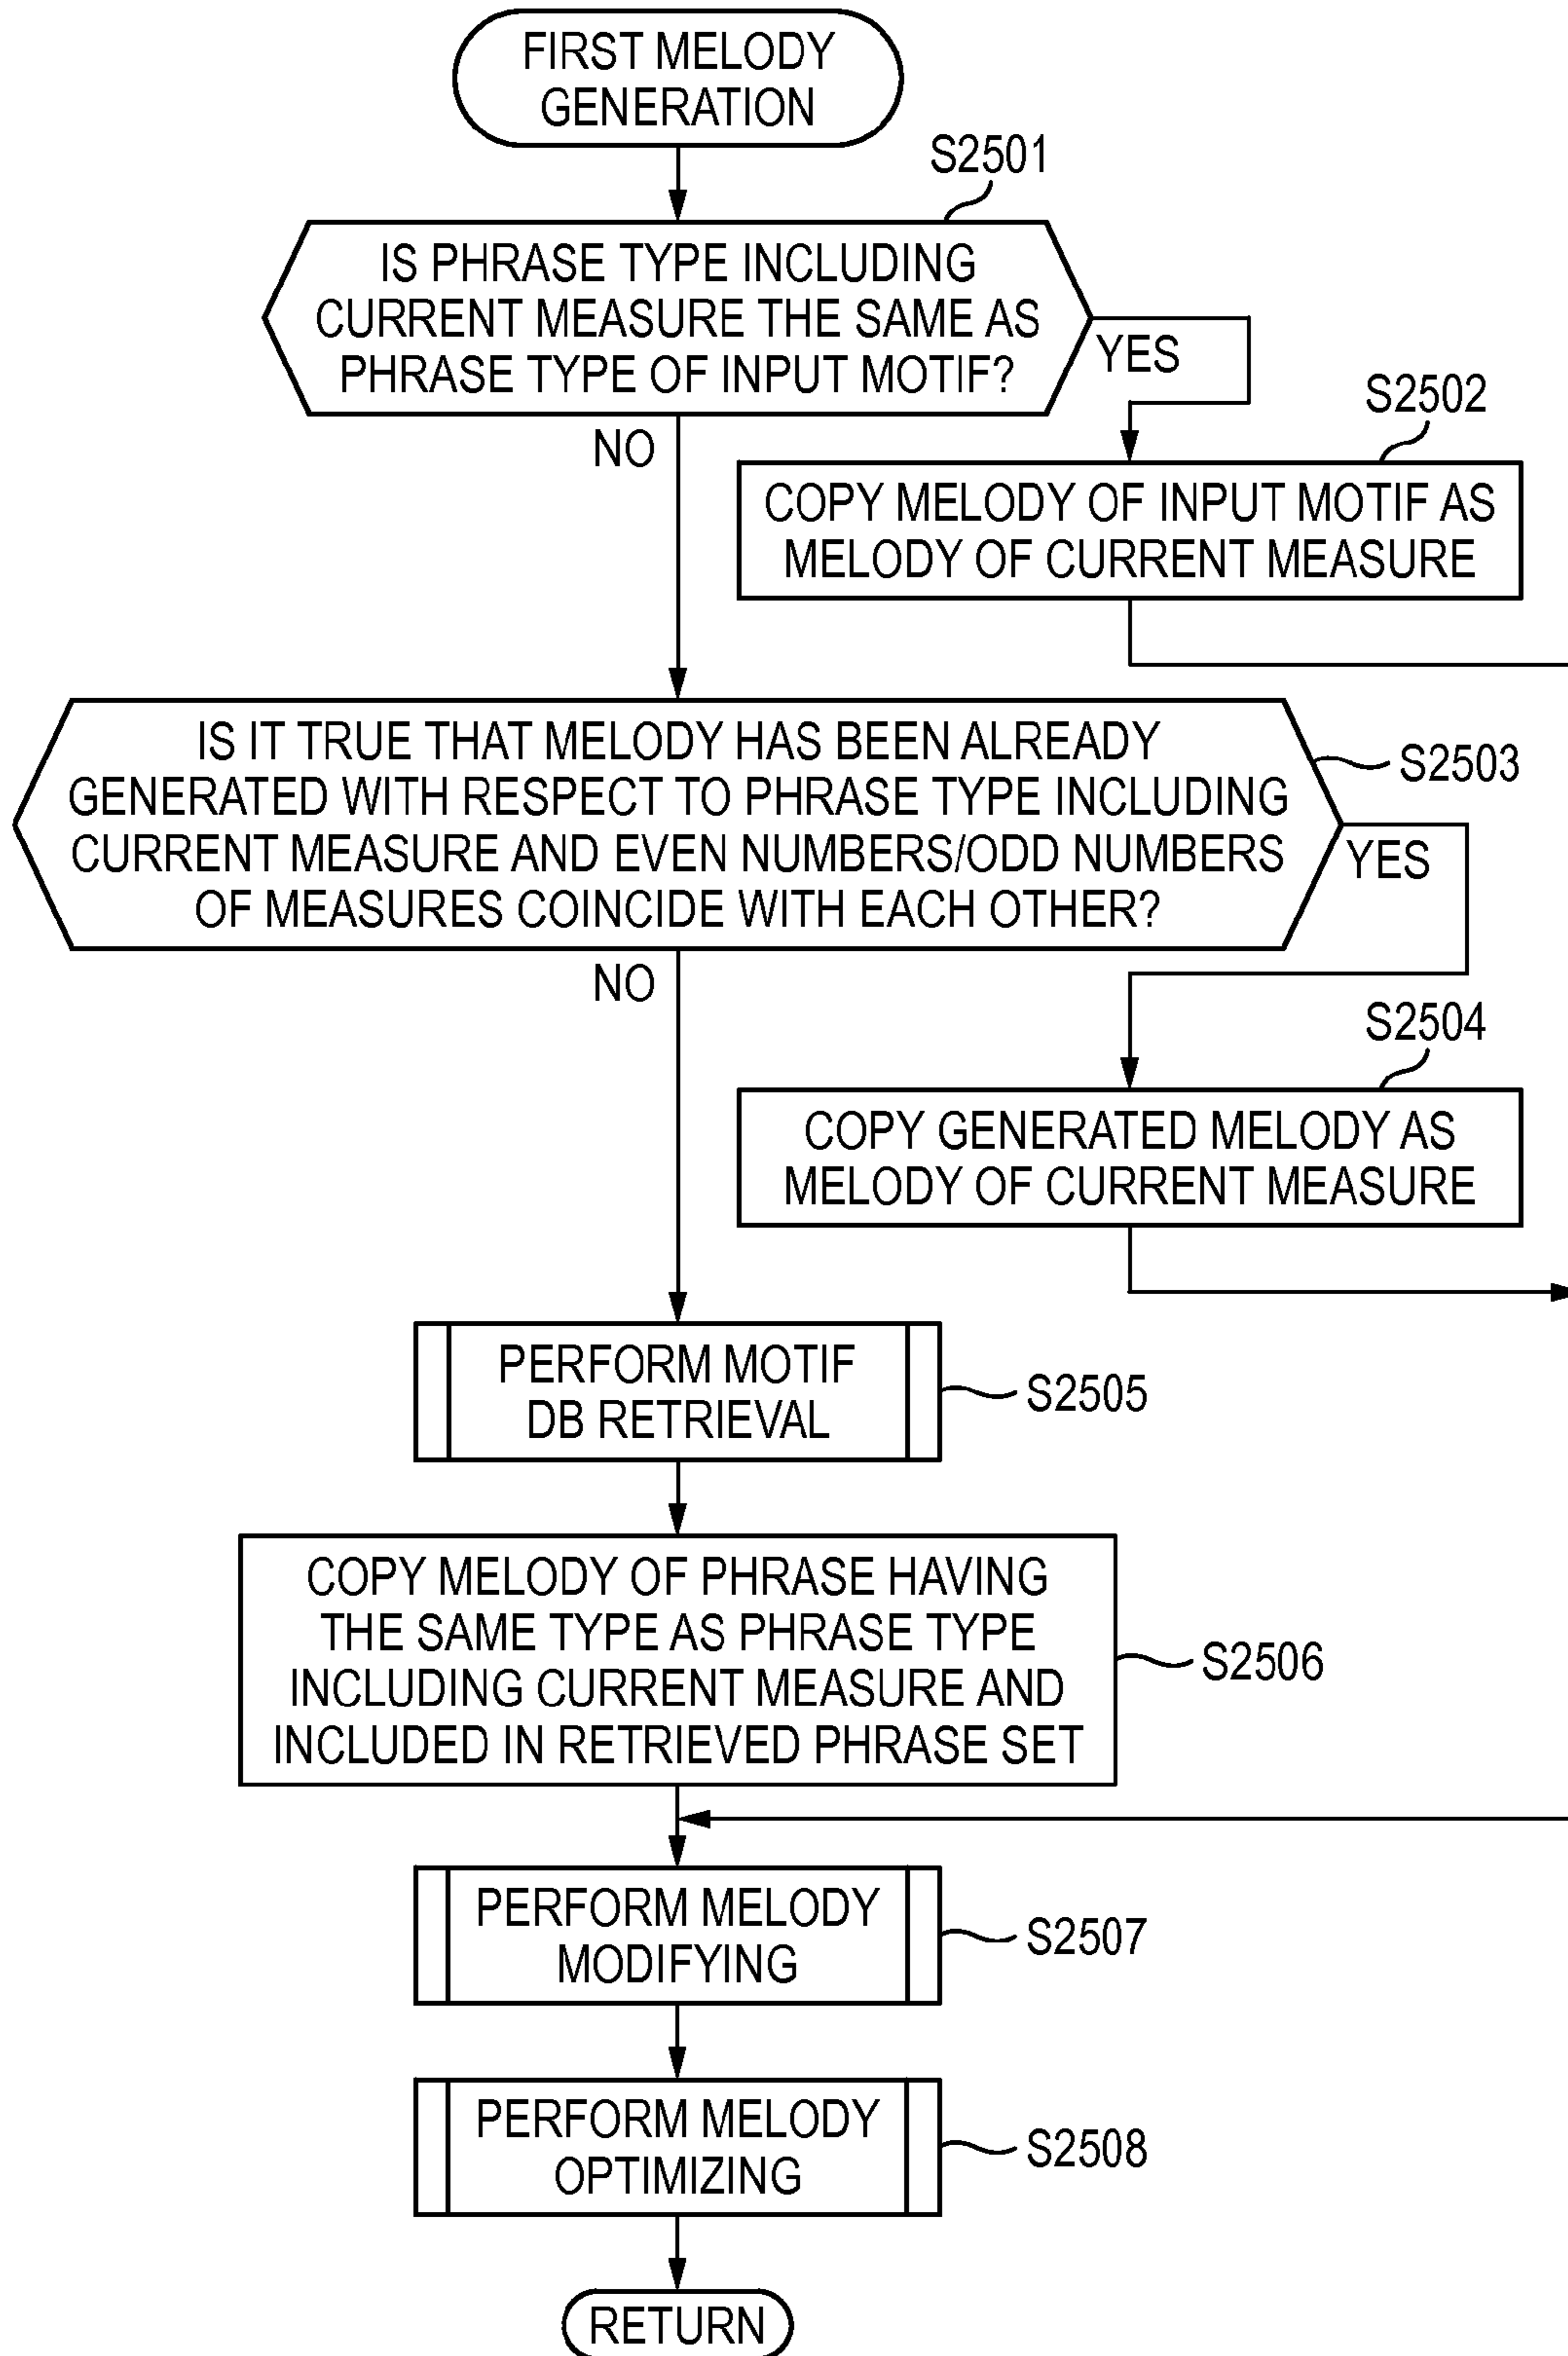 FIRST MELODY
GENERATION
S2501
IS PHRASE TYPE INCLUDING
CURRENT MEASURE THE SAME AS
PHRASE TYPE OF INPUT MOTIF?
YES
NO
S2502
COPY MELODY OF INPUT MOTIF AS
MELODY OF CURRENT MEASURE
IS IT TRUE THAT MELODY HAS BEEN ALREADY
GENERATED WITH RESPECT TO PHRASE TYPE INCLUDING
CURRENT MEASURE AND EVEN NUMBERS/ODD NUMBERS
OF MEASURES COINCIDE WITH EACH OTHER?
S2503
YES
NO
S2504
COPY GENERATED MELODY AS
MELODY OF CURRENT MEASURE
PERFORM MOTIF
DB RETRIEVAL
S2505
COPY MELODY OF PHRASE HAVING
THE SAME TYPE AS PHRASE TYPE
INCLUDING CURRENT MEASURE AND
INCLUDED IN RETRIEVED PHRASE SET
S2506
PERFORM MELODY
MODIFYING
S2507
PERFORM MELODY
OPTIMIZING
S2508
RETURN